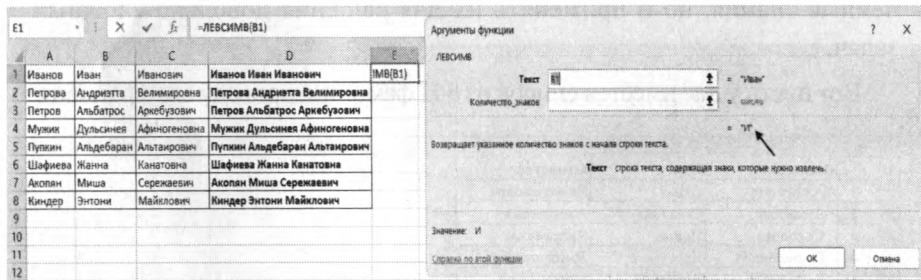 E1 fx =ЛЕВСИМВ(B1)
A B C D E
1 Иванов Иван Иванович Иванов Иван Иванович IMB(B1)
2 Петрова Андриэтта Велимировна Петрова Андриэтта Велимировна
3 Петров Альбатрос Аркебузович Петров Альбатрос Аркебузович
4 Мужик Дульсинея Афиногеновна Мужик Дульсинея Афиногеновна
5 Пупкин Альдебаран Альтаирович Пупкин Альдебаран Альтаирович
6 Шафиева Жанна Канатовна Шафиева Жанна Канатовна
7 Акопян Миша Сережаевич Акопян Миша Сережаевич
8 Киндер Энтони Майклович Киндер Энтони Майклович
9
10
11
12
Аргументы функции ? X
ЛЕВСИМВ
Текст B1 = "Иван"
Количество_знаков = число
= "И"
Возвращает указанное количество знаков с начала строки текста.
Текст строка текста, содержащая знаки, которые нужно извлечь.
Значение: И
Справка по этой функции ОК Отмена